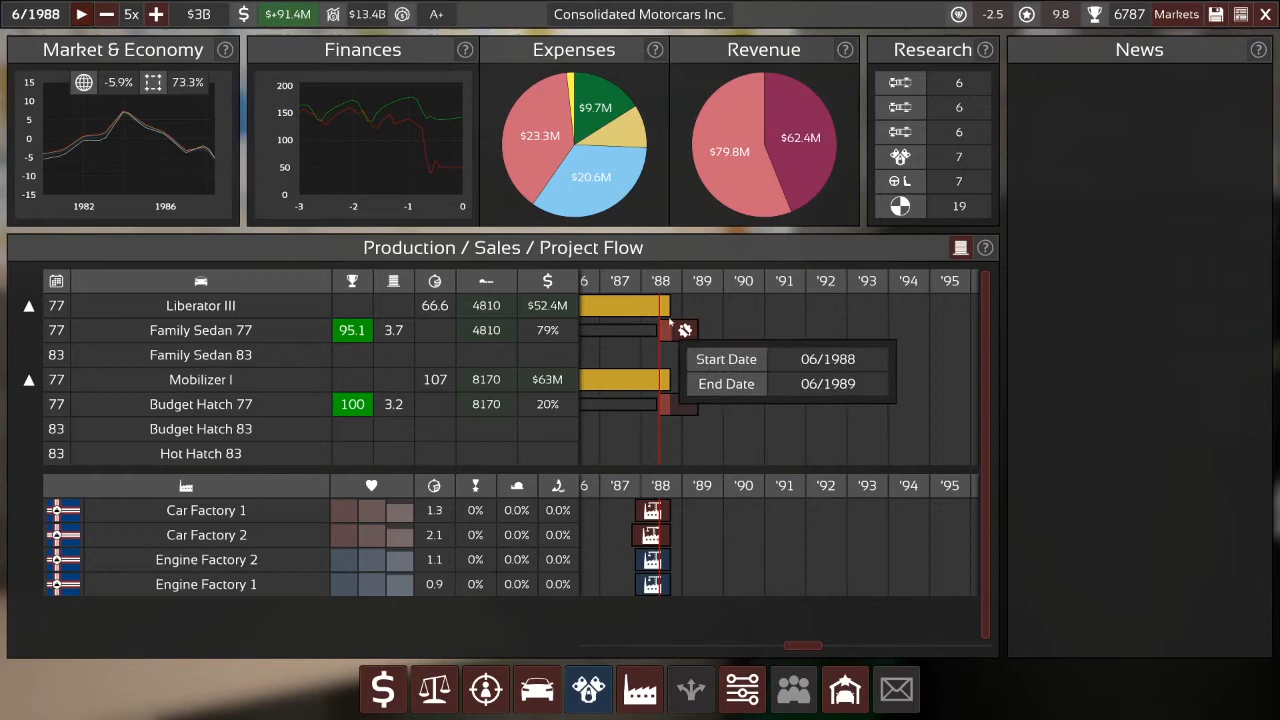 6/1988 5x $3B $+91.4M $13.4B A+ Consolidated Motorcars Inc. -2.5 9.8 6787 Markets
Market & Economy ?
-5.9% 73.3%
15
10
5
0
-5
-10
-15
1982 1986
Finances ?
200
150
100
50
0
-3 -2 -1 0
Expenses ?
$9.7M
$23.3M
$20.6M
Revenue ?
$79.8M $62.4M
Research ?
6
6
6
7
7
19
News ?
Production / Sales / Project Flow ?
$ 6 '87 '88 '89 '90 '91 '92 '93 '94 '95
77 Liberator III 66.6 4810 $52.4M
77 Family Sedan 77 95.1 3.7 4810 79%
83 Family Sedan 83
77 Mobilizer I 107 8170 $63M
77 Budget Hatch 77 100 3.2 8170 20%
83 Budget Hatch 83
83 Hot Hatch 83
Start Date 06/1988
End Date 06/1989
6 '87 '88 '89 '90 '91 '92 '93 '94 '95
Car Factory 1 1.3 0% 0.0% 0.0%
Car Factory 2 2.1 0% 0.0% 0.0%
Engine Factory 2 1.1 0% 0.0% 0.0%
Engine Factory 1 0.9 0% 0.0% 0.0%
$